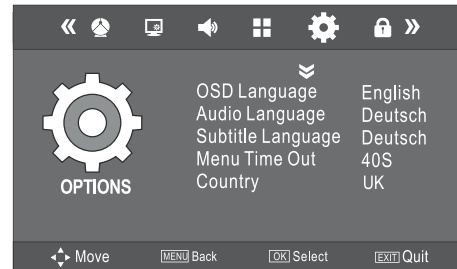 OSD Language English
Audio Language Deutsch
Subtitle Language Deutsch
Menu Time Out 40S
Country UK
OPTIONS
Move MENU Back OK Select EXIT Quit